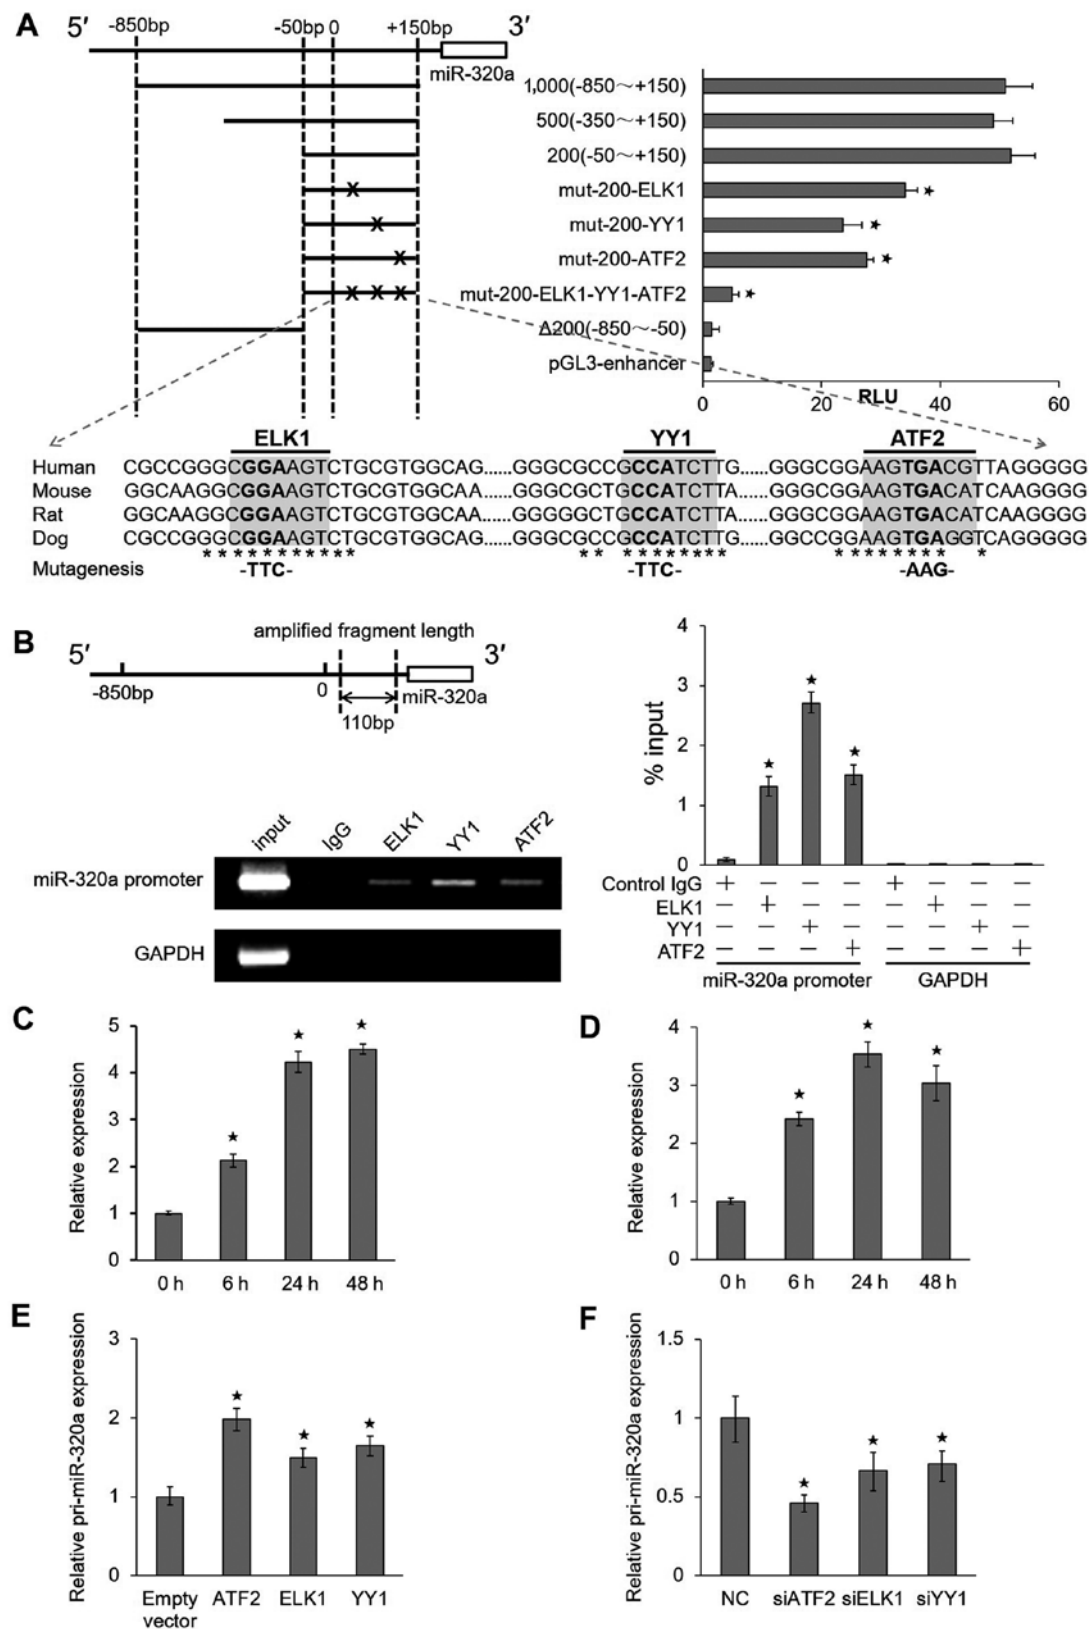 A
5′ -850bp -50bp 0 +150bp 3′
miR-320a
1,000(-850~+150)
500(-350~+150)
200(-50~+150)
mut-200-ELK1
mut-200-YY1
mut-200-ATF2
mut-200-ELK1-YY1-ATF2
Δ200(-850~-50)
pGL3-enhancer
0 20 40 60
RLU
ELK1 YY1 ATF2
Human CGCCGGGCGGAAGTCTGCGTGGCAG......GGGCGCCGCCATCTTG......GGGCGGAAGTGACGTTAGGGGG
Mouse GGCAAGGCGGAAGTCTGCGTGGCAA......GGGCGCTGCCATCTTA......GGGCGGAAGTGACATCAAGGGG
Rat GGCAAGGCGGAAGTCTGCGTGGCAA......GGGGGCTGCCATCTTA......GGGCGGAAGTGACATCAAGGGG
Dog CGCCGGGCGGAAGTCTGCGTGGCAG......GGGCGCCGCCATCTTG......GGCGGAAGTGAGGTCAGGGGG
Mutagenesis -TTC- -TTC- -AAG-
B
amplified fragment length
5′ 3′
-850bp 0 miR-320a
110bp
input IgG ELK1 YY1 ATF2
miR-320a promoter
GAPDH
% input
4
3
2
1
0
Control IgG + – – – + – – –
ELK1 – + – – – + – –
YY1 – – + – – – + –
ATF2 – – – + – – – +
miR-320a promoter GAPDH
C
Relative expression
5
4
3
2
1
0
0 h 6 h 24 h 48 h
D
Relative expression
4
3
2
1
0
0 h 6 h 24 h 48 h
E
Relative pri-miR-320a expression
3
2
1
0
Empty vector ATF2 ELK1 YY1
F
Relative pri-miR-320a expression
1.5
1
0.5
0
NC siATF2 siELK1 siYY1